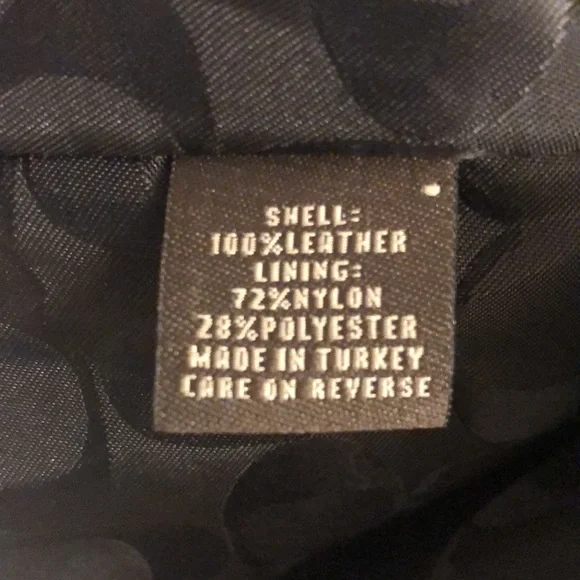 SHELL:
100%LEATHER
LINING:
72%NYLON
28%POLYESTER
MADE IN TURKEY
CARE ON REVERSE